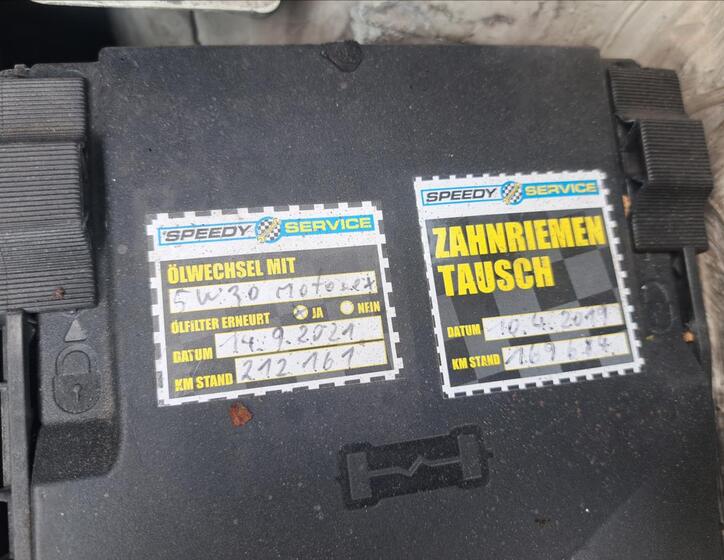 SPEEDY SERVICE
ÖLWECHSEL MIT
5W30 Motorex
ÖLFILTER ERNEURT JA NEIN
DATUM 14.9.2021
KM STAND 212 161
SPEEDY SERVICE
ZAHNRIEMEN
TAUSCH
DATUM 10.4.2019
KM STAND 169 684